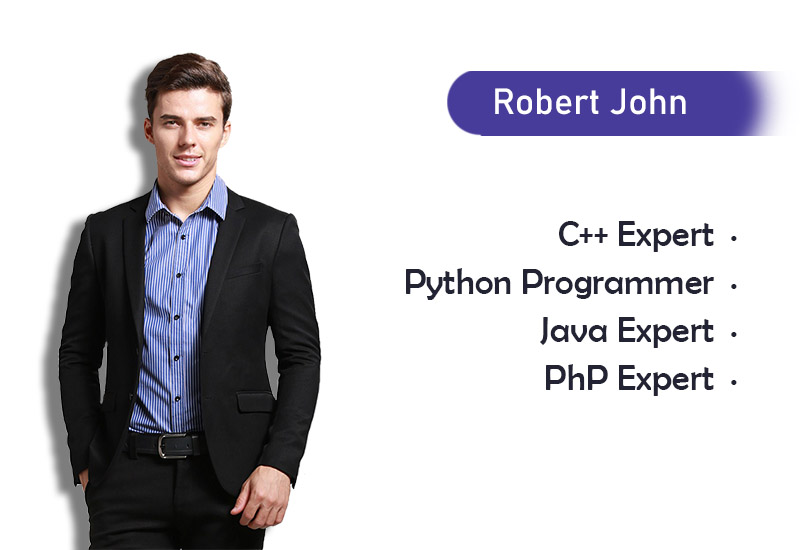 Robert John
C++ Expert •
Python Programmer •
Java Expert •
PhP Expert •